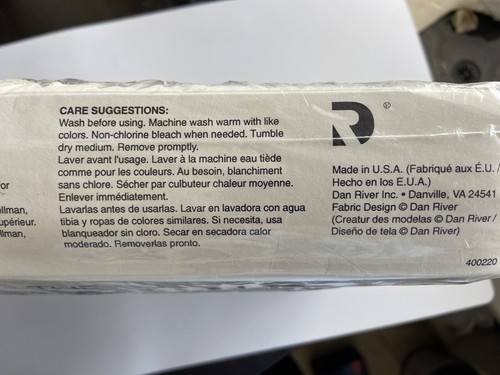 CARE SUGGESTIONS:
Wash before using. Machine wash warm with like
colors. Non-chlorine bleach when needed. Tumble
dry medium. Remove promptly.
Laver avant l'usage. Laver à la machine eau tiède
comme pour les couleurs. Au besoin, blanchiment
sans chlore. Sécher par culbuteur chaleur moyenne.
Enlever immédiatement.
Lavarlas antes de usarlas. Lavar en lavadora con agua
tibia y ropas de colores similares. Si necesita, usa
blanqueador sin cloro. Secar en secadora calor
moderado. Removerlas pronto.
or
llman,
upérieur.
llman,
R®
Made in U.S.A. (Fabriqué aux É.U. /
Hecho en los E.U.A.)
Dan River Inc. • Danville, VA 24541
Fabric Design © Dan River
(Creatur des modelas © Dan River /
Diseño de tela © Dan River)
400220